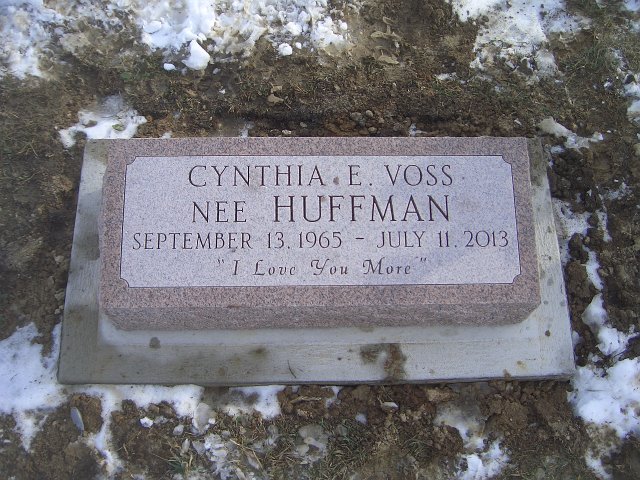 CYNTHIA E. VOSS
NEE HUFFMAN
SEPTEMBER 13, 1965 - JULY 11, 2013
"I Love You More"